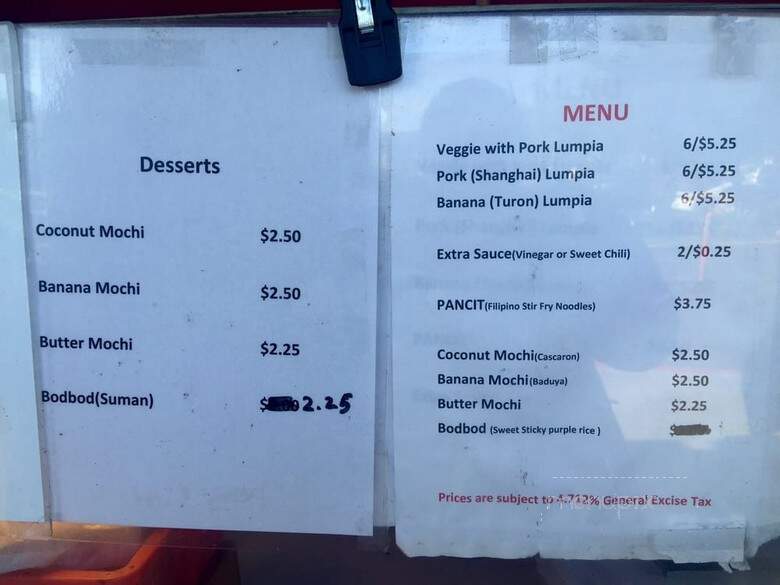 Desserts
Coconut Mochi $2.50
Banana Mochi $2.50
Butter Mochi $2.25
Bodbod(Suman) 2.25
MENU
Veggie with Pork Lumpia 6/$5.25
Pork (Shanghai) Lumpia 6/$5.25
Banana (Turon) Lumpia 6/$5.25
Extra Sauce(Vinegar or Sweet Chili) 2/$0.25
PANCIT(Filipino Stir Fry Noodles) $3.75
Coconut Mochi(Cascaron) $2.50
Banana Mochi(Baduya) $2.50
Butter Mochi $2.25
Bodbod (Sweet Sticky purple rice ) $
Prices are subject to 4.712% General Excise Tax